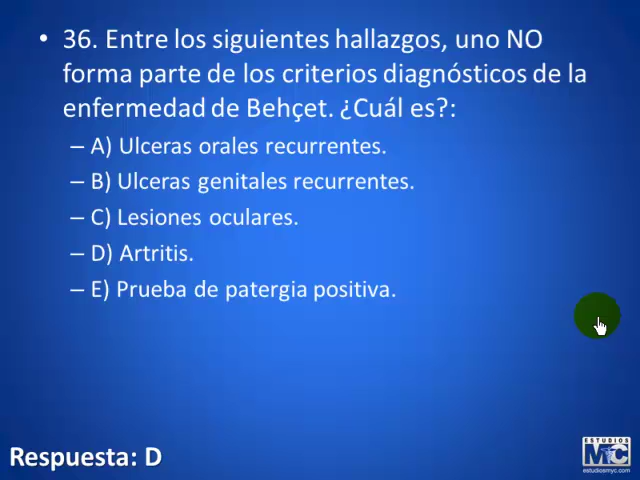 • 36. Entre los siguientes hallazgos, uno NO
forma parte de los criterios diagnósticos de la
enfermedad de Behçet. ¿Cuál es?:
– A) Ulceras orales recurrentes.
– B) Ulceras genitales recurrentes.
– C) Lesiones oculares.
– D) Artritis.
– E) Prueba de patergia positiva.
Respuesta: D
ESTUDIOS
MyC
estudiosmyc.com